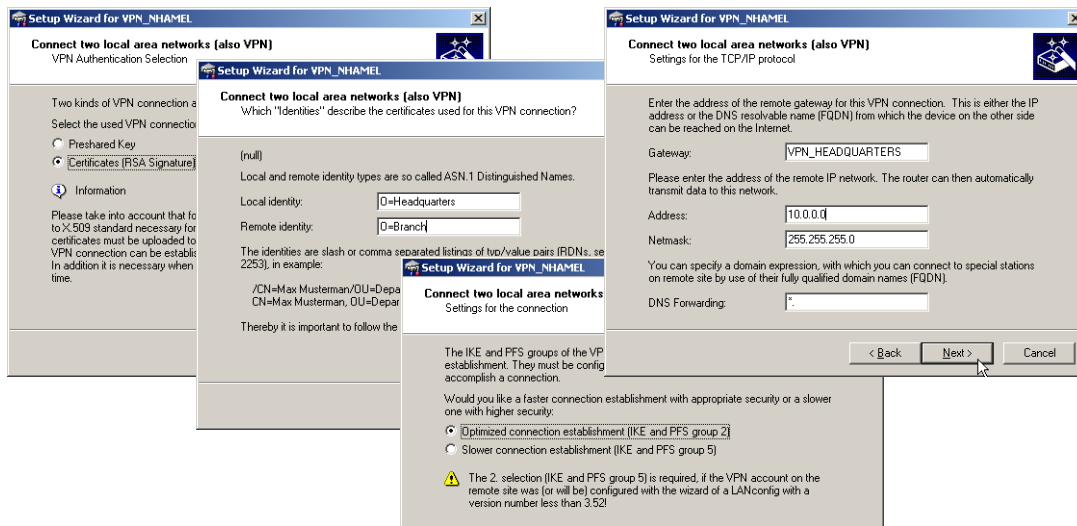 Setup Wizard for VPN_NHAMEL
Connect two local area networks (also VPN)
VPN Authentication Selection
Two kinds of VPN connection a
Select the used VPN connectio
Preshared Key
Certificates (RSA Signature)
Information
Please take into account that fo
to X.509 standard necessary for
certificates must be uploaded to
VPN connection can be establis
In addition it is necessary when
time.
Setup Wizard for VPN_NHAMEL
Connect two local area networks (also VPN)
Which "Identities" describe the certificates used for this VPN connection?
(null)
Local and remote identity types are so called ASN.1 Distinguished Names.
Local identity: O=Headquarters
Remote identity: O=Branch
The identities are slash or comma separated listings of typ/value pairs (RDNs, se
2253), in example:
/CN=Max Musterman/OU=Depa
CN=Max Musterman, OU=Depar
Thereby it is important to follow the
Setup Wizard for VPN_NHAMEL
Connect two local area networks
Settings for the connection
The IKE and PFS groups of the VP
establishment. They must be config
accomplish a connection.
Would you like a faster connection establishment with appropriate security or a slower
one with higher security:
Optimized connection establishment (IKE and PFS group 2)
Slower connection establishment (IKE and PFS group 5)
The 2. selection (IKE and PFS group 5) is required, if the VPN account on the
remote site was (or will be) configured with the wizard of a LANconfig with a
version number less than 3.52!
Setup Wizard for VPN_NHAMEL
Connect two local area networks (also VPN)
Settings for the TCP/IP protocol
Enter the address of the remote gateway for this VPN connection. This is either the IP
address or the DNS resolvable name (FQDN) from which the device on the other side
can be reached on the Internet.
Gateway: VPN_HEADQUARTERS
Please enter the address of the remote IP network. The router can then automatically
transmit data to this network.
Address: 10.0.0.0
Netmask: 255.255.255.0
You can specify a domain expression, with which you can connect to special stations
on remote site by use of their fully qualified domain names (FQDN).
DNS Forwarding: *.
< Back Next > Cancel